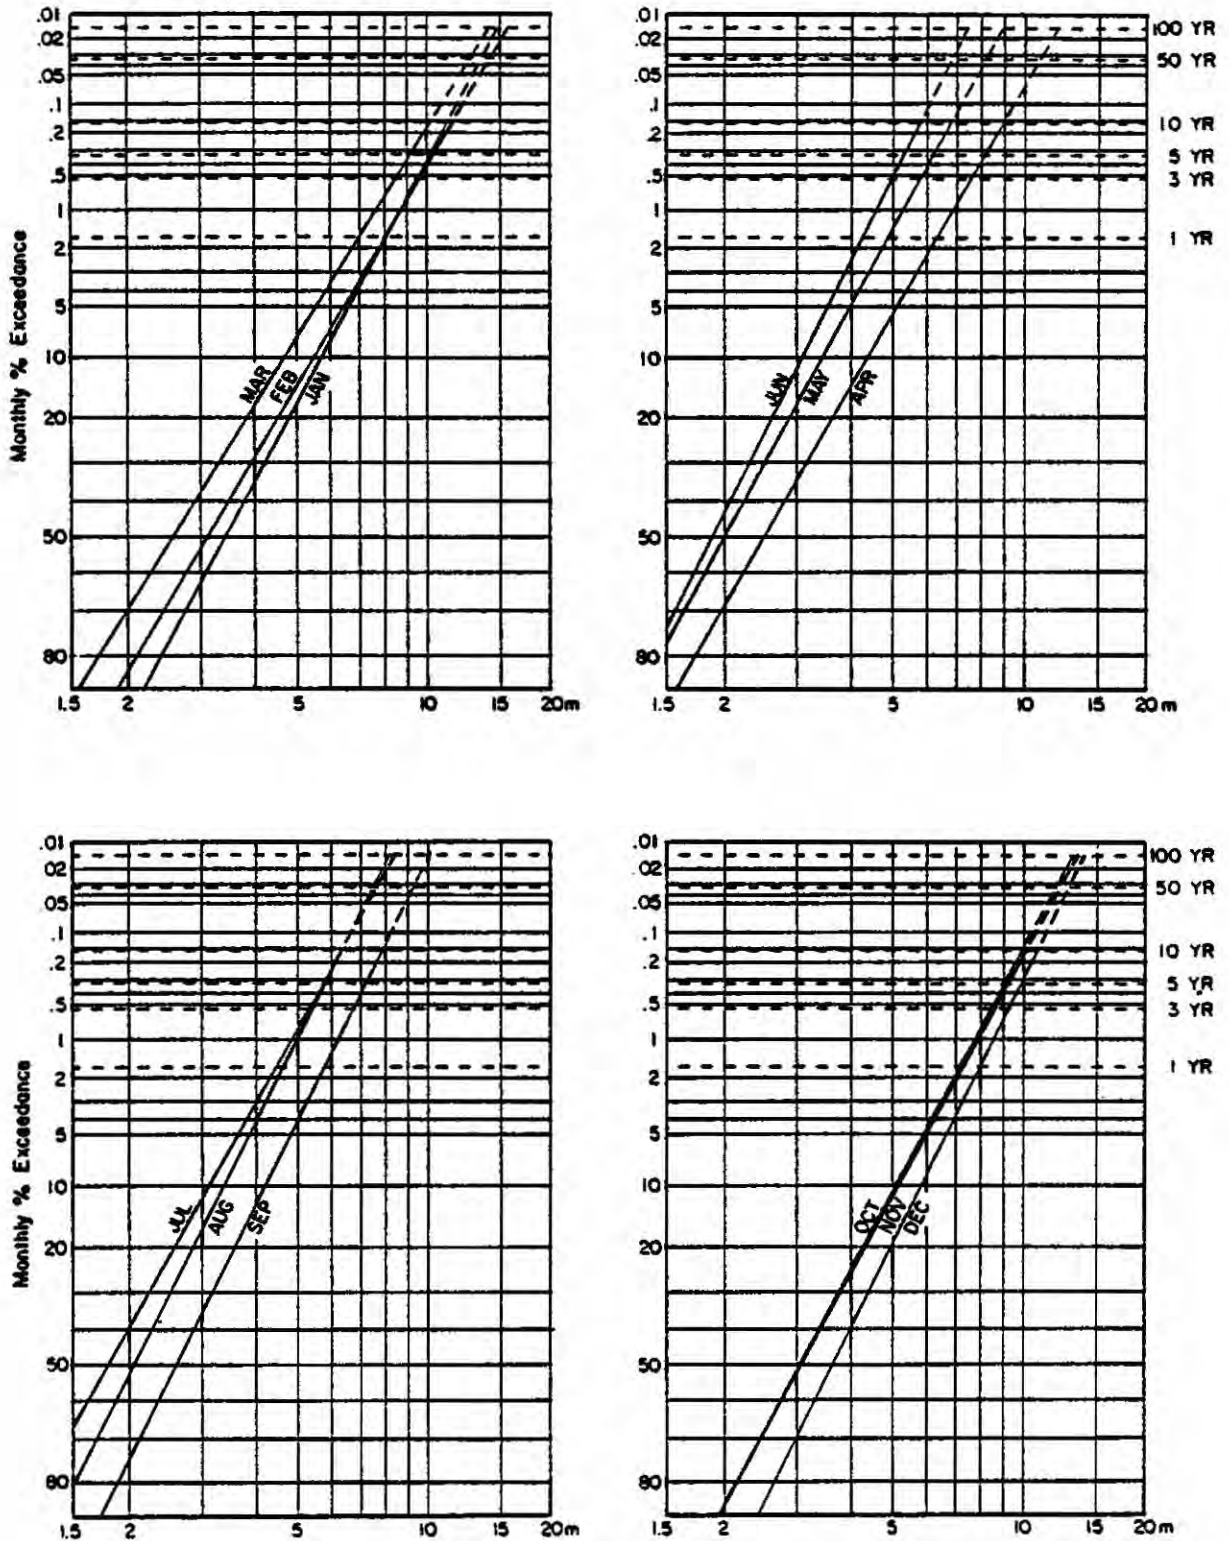 Monthly % Exceedance
.01
.02
.05
.1
.2
.5
1
2
5
10
20
50
80
MAR
FEB
JAN
1.5 2 5 10 15 20m
.01
.02
.05
.1
.2
.5
1
2
5
10
20
50
80
JUN
MAY
APR
100 YR
50 YR
10 YR
5 YR
3 YR
1 YR
1.5 2 5 10 15 20m
Monthly % Exceedance
.01
.02
.05
.1
.2
.5
1
2
5
10
20
50
80
JUL
AUG
SEP
1.5 2 5 10 15 20m
.01
.02
.05
.1
.2
.5
1
2
5
10
20
50
80
OCT
NOV
DEC
100 YR
50 YR
10 YR
5 YR
3 YR
1 YR
1.5 2 5 10 15 20m